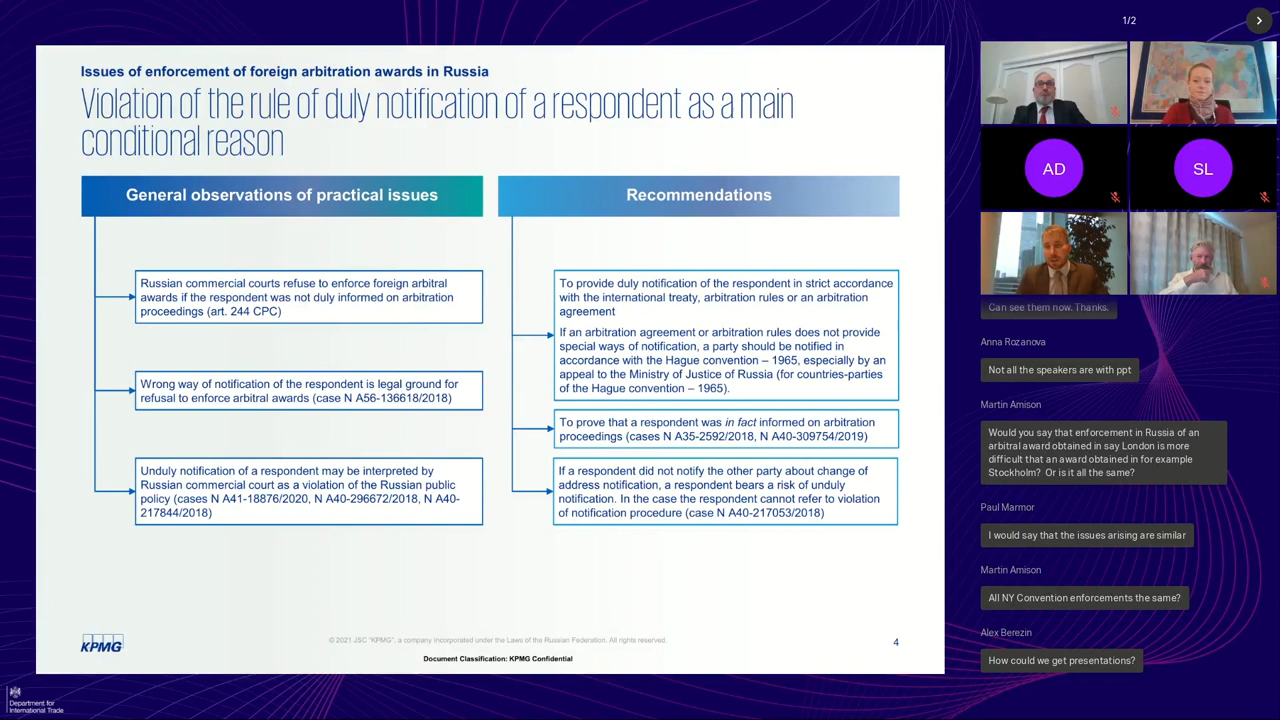 Issues of enforcement of foreign arbitration awards in Russia
Violation of the rule of duly notification of a respondent as a main
conditional reason
General observations of practical issues
Russian commercial courts refuse to enforce foreign arbitral
awards if the respondent was not duly informed on arbitration
proceedings (art. 244 CPC)
Wrong way of notification of the respondent is legal ground for
refusal to enforce arbitral awards (case N A56-136618/2018)
Unduly notification of a respondent may be interpreted by
Russian commercial court as a violation of the Russian public
policy (cases N A41-18876/2020, N A40-296672/2018, N A40-
217844/2018)
Recommendations
To provide duly notification of the respondent in strict accordance
with the international treaty, arbitration rules or an arbitration
agreement
If an arbitration agreement or arbitration rules does not provide
special ways of notification, a party should be notified in
accordance with the Hague convention – 1965, especially by an
appeal to the Ministry of Justice of Russia (for countries-parties
of the Hague convention – 1965).
To prove that a respondent was in fact informed on arbitration
proceedings (cases N A35-2592/2018, N A40-309754/2019)
If a respondent did not notify the other party about change of
address notification, a respondent bears a risk of unduly
notification. In the case the respondent cannot refer to violation
of notification procedure (case N A40-217053/2018)
KPMG
© 2021 JSC "KPMG", a company incorporated under the Laws of the Russian Federation. All rights reserved.
4
Document Classification: KPMG Confidential
Department for
International Trade
1/2
AD
SL
Can see them now. Thanks.
Anna Rozanova
Not all the speakers are with ppt
Martin Amison
Would you say that enforcement in Russia of an
arbitral award obtained in say London is more
difficult that an award obtained in for example
Stockholm? Or is it all the same?
Paul Marmor
I would say that the issues arising are similar
Martin Amison
All NY Convention enforcements the same?
Alex Berezin
How could we get presentations?